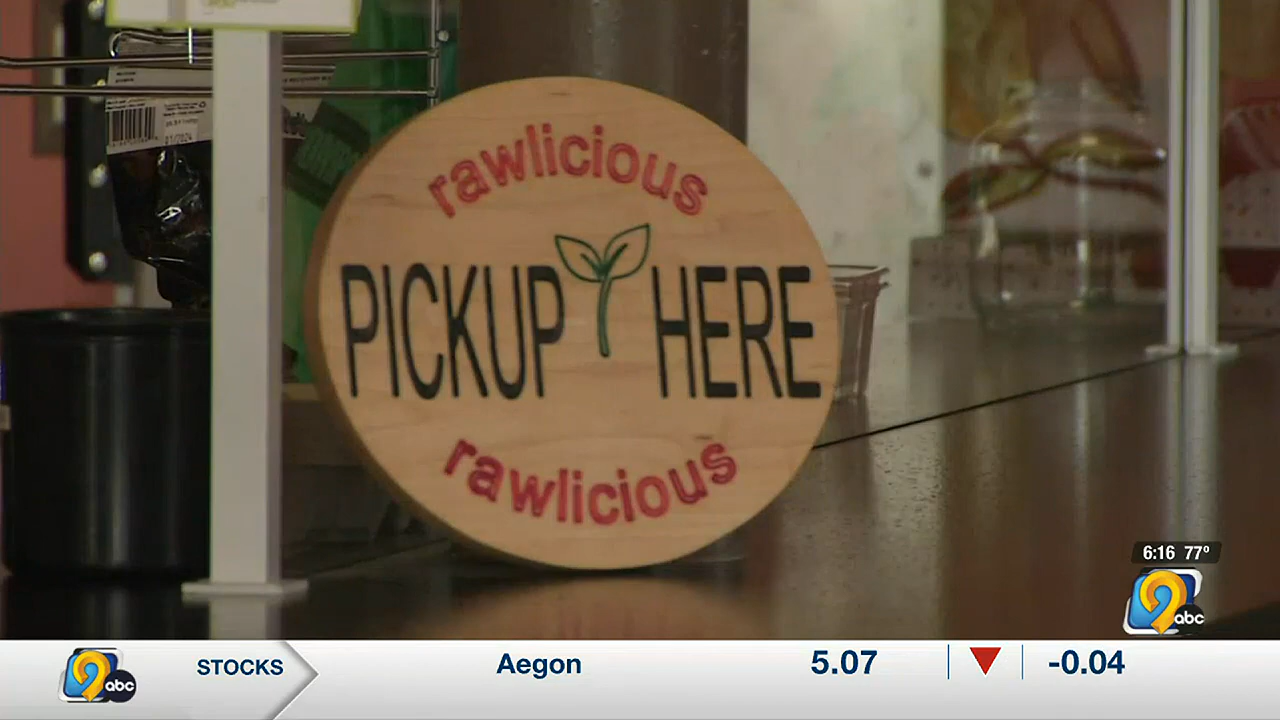 rawlicious
PICKUP HERE
rawlicious
6:16 77°
9 abc
9 abc STOCKS Aegon 5.07 -0.04